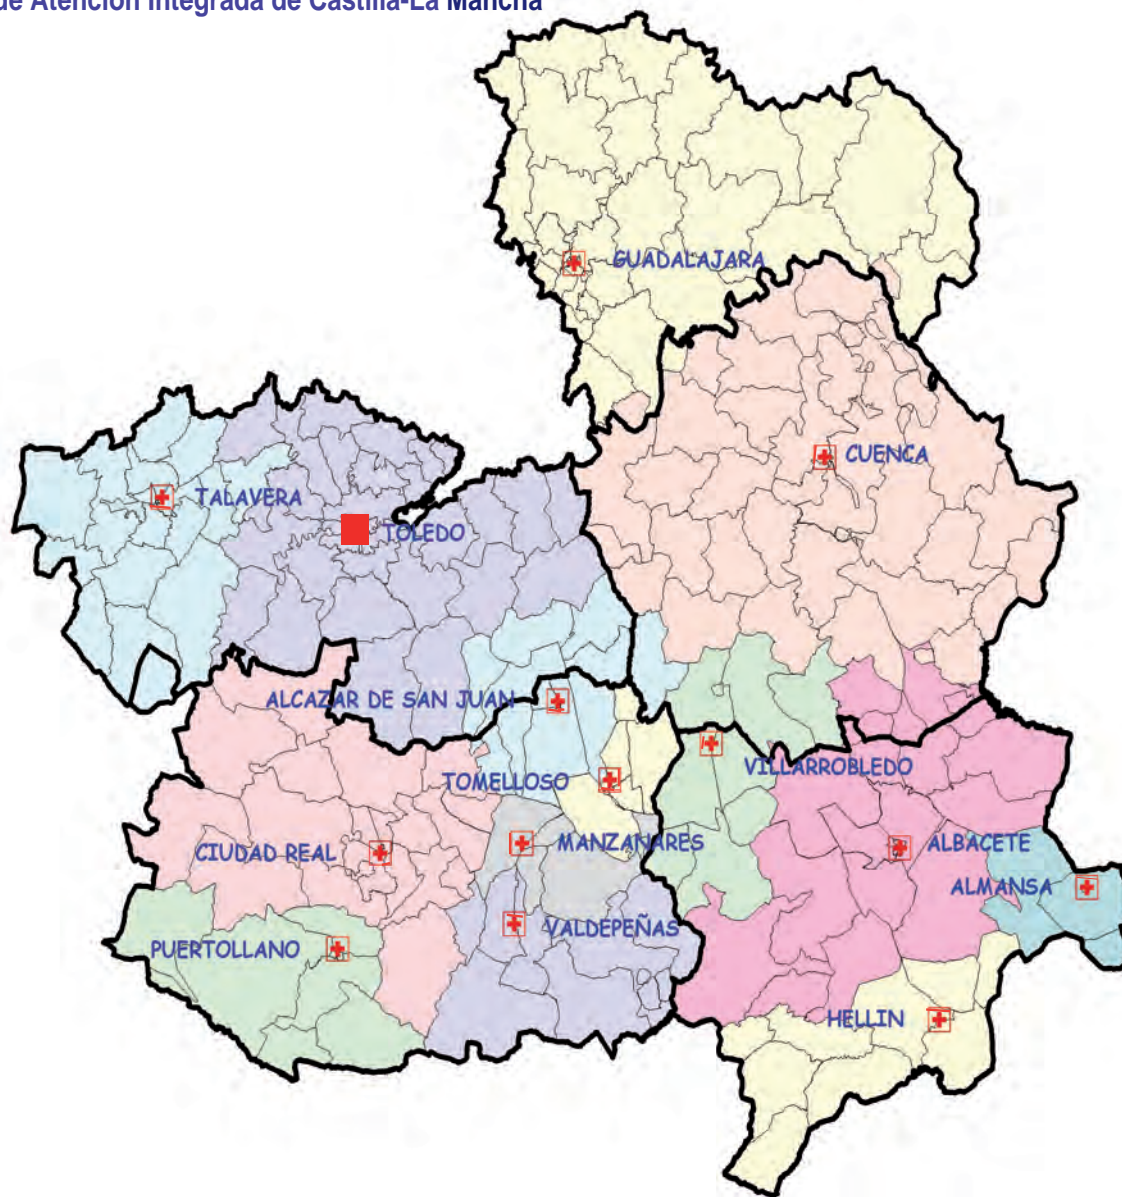 de Atención Integrada de Castilla-La Mancha
GUADALAJARA
CUENCA
TALAVERA
TOLEDO
ALCAZAR DE SAN JUAN
TOMELLOSO
VILLARROBLEDO
CIUDAD REAL
MANZANARES
ALBACETE
ALMANSA
PUERTOLLANO
VALDEPEÑAS
HELLIN